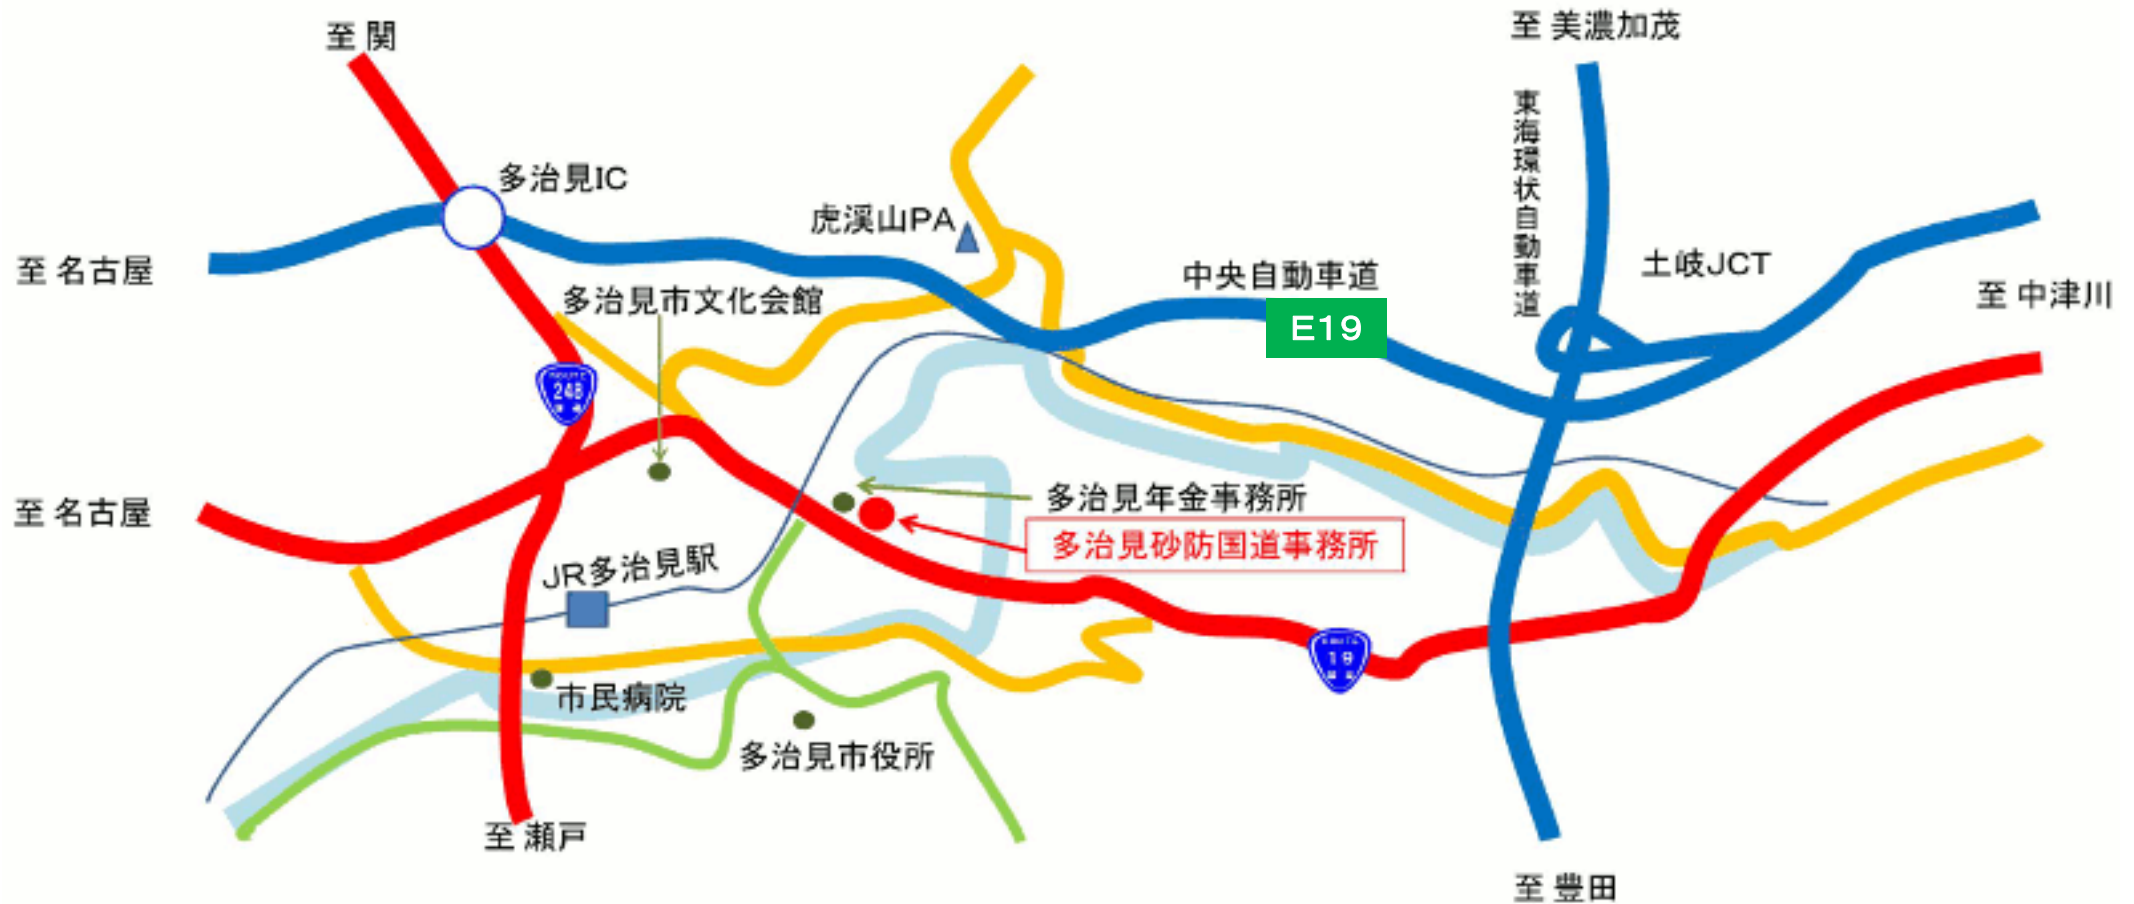 至 関
至 美濃加茂
東海環状自動車道
多治見IC
虎渓山PA
至 名古屋
中央自動車道
土岐JCT
至 中津川
多治見市文化会館
E19
ROUTE
248
至 名古屋
多治見年金事務所
多治見砂防国道事務所
JR多治見駅
ROUTE
19
市民病院
多治見市役所
至 瀬戸
至 豊田